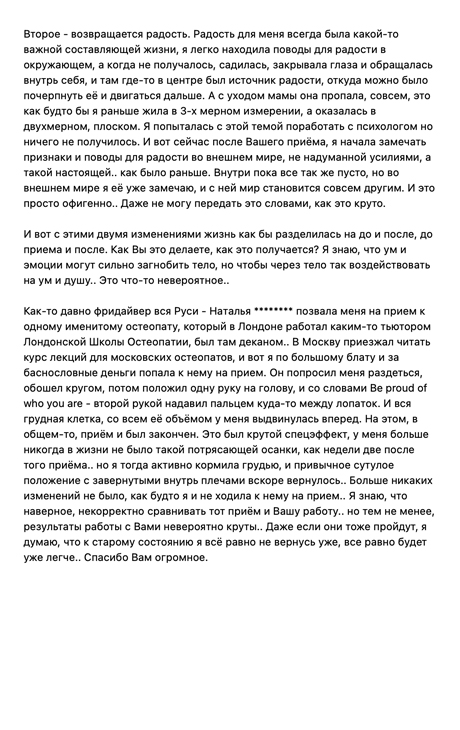 Второе - возвращается радость. Радость для меня всегда была какой-то
важной составляющей жизни, я легко находила поводы для радости в
окружающем, а когда не получалось, садилась, закрывала глаза и обращалась
внутрь себя, и там где-то в центре был источник радости, откуда можно было
почерпнуть её и двигаться дальше. А с уходом мамы она пропала, совсем, это
как будто бы я раньше жила в 3-х мерном измерении, а оказалась в
двухмерном, плоском. Я попыталась с этой темой поработать с психологом но
ничего не получилось. И вот сейчас после Вашего приёма, я начала замечать
признаки и поводы для радости во внешнем мире, не надуманной усилиями, а
такой настоящей.. как было раньше. Внутри пока все так же пусто, но во
внешнем мире я её уже замечаю, и с ней мир становится совсем другим. И это
просто офигенно.. Даже не могу передать это словами, как это круто.
И вот с этими двумя изменениями жизнь как бы разделилась на до и после, до
приема и после. Как Вы это делаете, как это получается? Я знаю, что ум и
эмоции могут сильно загнобить тело, но чтобы через тело так воздействовать
на ум и душу.. Это что-то невероятное..
Как-то давно фридайвер вся Руси - Наталья ******** позвала меня на прием к
одному именитому остеопату, который в Лондоне работал каким-то тьютором
Лондонской Школы Остеопатии, был там деканом.. В Москву приезжал читать
курс лекций для московских остеопатов, и вот я по большому блату и за
баснословные деньги попала к нему на прием. Он попросил меня раздеться,
обошел кругом, потом положил одну руку на голову, и со словами Be proud of
who you are - второй рукой надавил пальцем куда-то между лопаток. И вся
грудная клетка, со всем её объёмом у меня выдвинулась вперед. На этом, в
общем-то, приём и был закончен. Это был крутой спецэффект, у меня больше
никогда в жизни не было такой потрясающей осанки, как недели две после
того приёма.. но я тогда активно кормила грудью, и привычное сутулое
положение с завернутыми внутрь плечами вскоре вернулось.. Больше никаких
изменений не было, как будто я и не ходила к нему на прием.. Я знаю, что
наверное, некорректно сравнивать тот приём и Вашу работу.. но тем не менее,
результаты работы с Вами невероятно круты.. Даже если они тоже пройдут, я
думаю, что к старому состоянию я всё равно не вернусь уже, все равно будет
уже легче.. Спасибо Вам огромное.